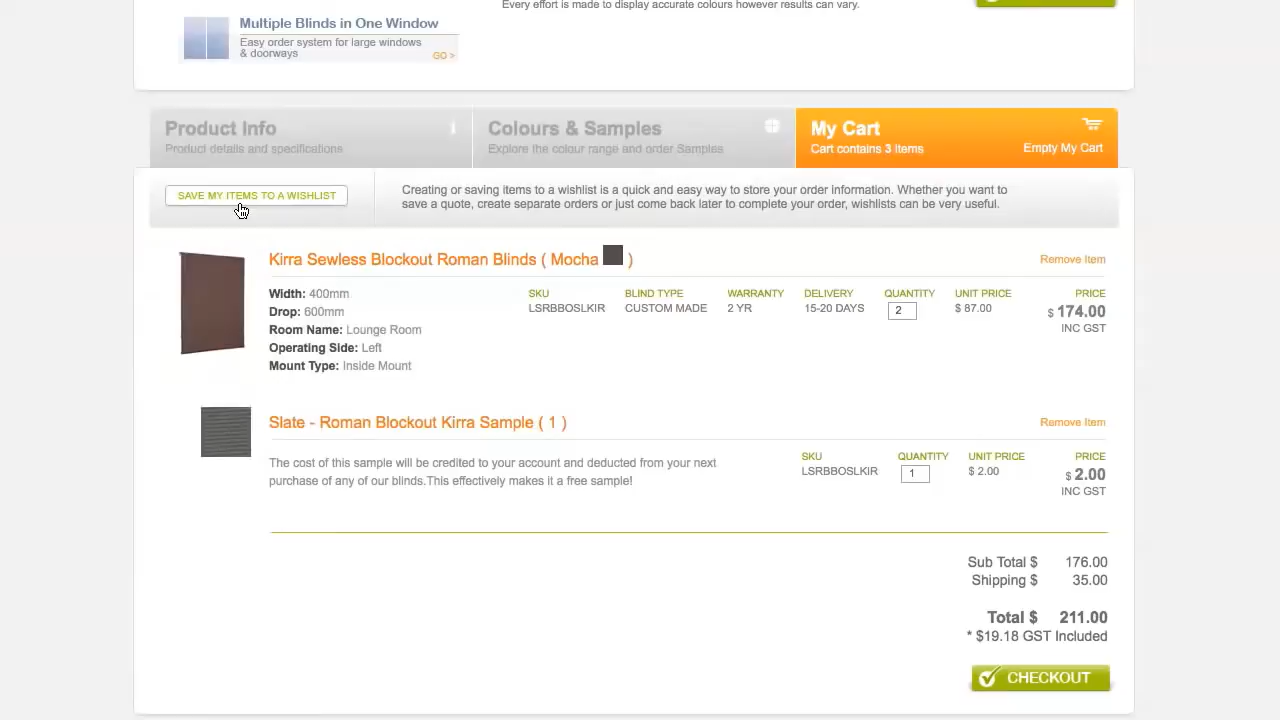 Every effort is made to display accurate colours however results can vary.
Multiple Blinds in One Window
Easy order system for large windows
& doorways
GO >
Product Info
Product details and specifications
Colours & Samples
Explore the colour range and order Samples
My Cart
Cart contains 3 Items
Empty My Cart
SAVE MY ITEMS TO A WISHLIST
Creating or saving items to a wishlist is a quick and easy way to store your order information. Whether you want to
save a quote, create separate orders or just come back later to complete your order, wishlists can be very useful.
Kirra Sewless Blockout Roman Blinds ( Mocha )
Remove Item
Width: 400mm
Drop: 600mm
Room Name: Lounge Room
Operating Side: Left
Mount Type: Inside Mount
SKU BLIND TYPE WARRANTY DELIVERY QUANTITY UNIT PRICE PRICE
LSRBBOSLKIR CUSTOM MADE 2 YR 15-20 DAYS 2 $ 87.00 $ 174.00
INC GST
Slate - Roman Blockout Kirra Sample ( 1 )
Remove Item
The cost of this sample will be credited to your account and deducted from your next
purchase of any of our blinds.This effectively makes it a free sample!
SKU QUANTITY UNIT PRICE PRICE
LSRBBOSLKIR 1 $ 2.00 $ 2.00
INC GST
Sub Total $ 176.00
Shipping $ 35.00
Total $ 211.00
* $19.18 GST Included
CHECKOUT